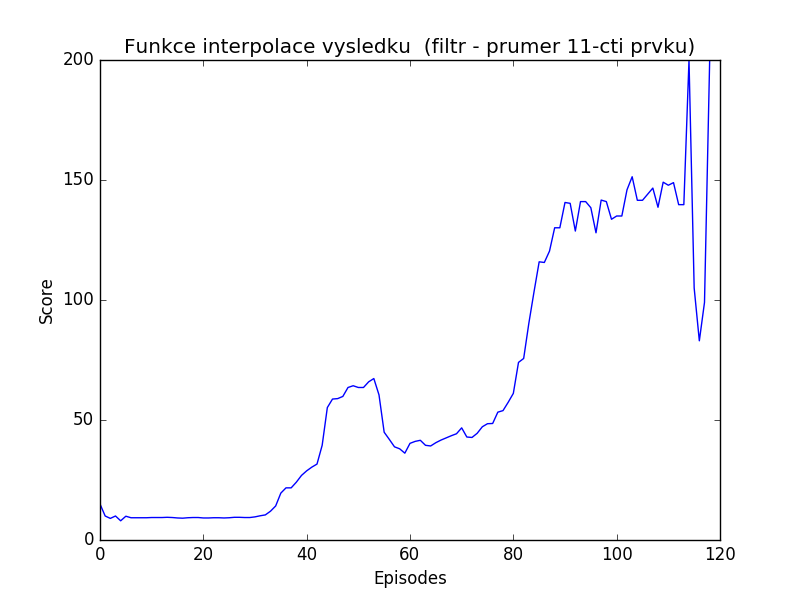 Funkce interpolace vysledku  (filtr - prumer 11-cti prvku)
200
150
100
50
0
Score
0 20 40 60 80 100 120
Episodes